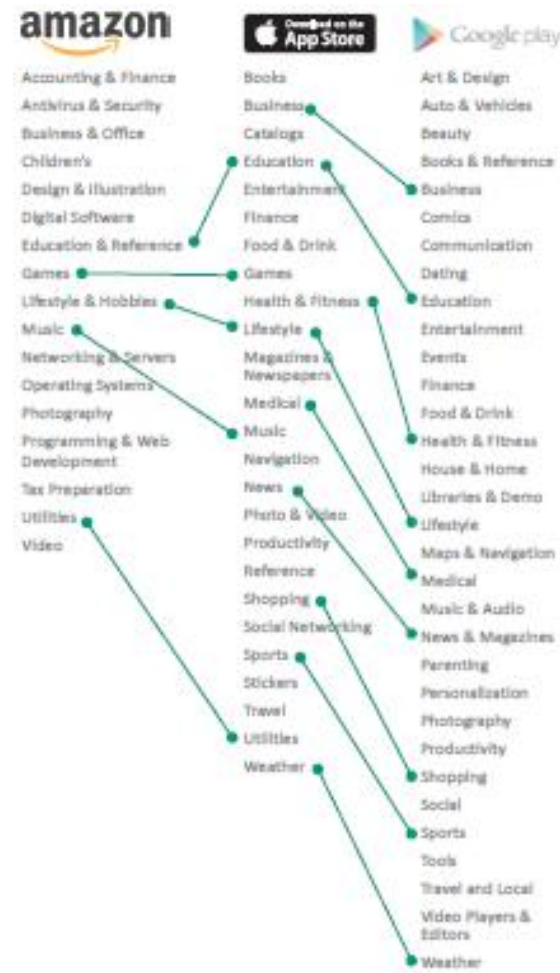 amazon
Accounting & Finance
Antivirus & Security
Business & Office
Children's
Design & Illustration
Digital Software
Education & Reference
Games
Lifestyle & Hobbies
Music
Networking & Servers
Operating Systems
Photography
Programming & Web
Development
Tax Preparation
Utilities
Video
Download on the
App Store
Books
Business
Catalogs
Education
Entertainment
Finance
Food & Drink
Games
Health & Fitness
Lifestyle
Magazines &
Newspapers
Medical
Music
Navigation
News
Photo & Video
Productivity
Reference
Shopping
Social Networking
Sports
Stickers
Travel
Utilities
Weather
Google play
Art & Design
Auto & Vehicles
Beauty
Books & Reference
Business
Comics
Communication
Dating
Education
Entertainment
Events
Finance
Food & Drink
Health & Fitness
House & Home
Libraries & Demo
Lifestyle
Maps & Navigation
Medical
Music & Audio
News & Magazines
Parenting
Personalization
Photography
Productivity
Shopping
Social
Sports
Tools
Travel and Local
Video Players &
Editors
Weather